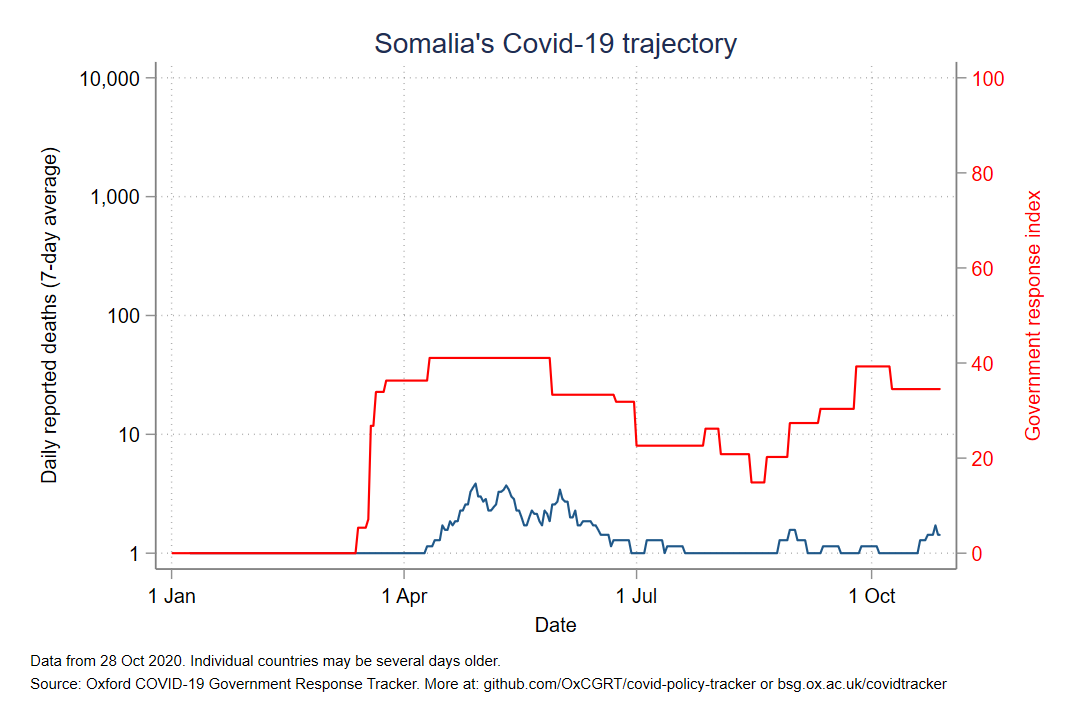 Somalia's Covid-19 trajectory
10,000
1,000
100
10
1
Daily reported deaths (7-day average)
100
80
60
40
20
0
Government response index
1 Jan
1 Apr
1 Jul
1 Oct
Date
Data from 28 Oct 2020. Individual countries may be several days older.
Source: Oxford COVID-19 Government Response Tracker. More at: github.com/OxCGRT/covid-policy-tracker or bsg.ox.ac.uk/covidtracker